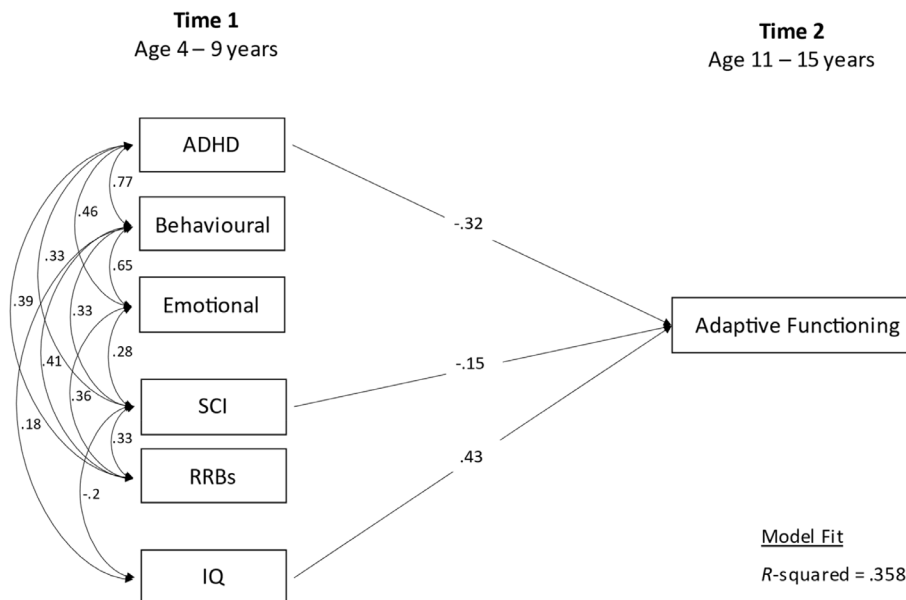 Time 1
Age 4 – 9 years
Time 2
Age 11 – 15 years
ADHD
.77
Behavioural
.46
-.32
.33
.65
Emotional
.39
.33
Adaptive Functioning
.28
.41
-.15
.36
SCI
.18
.33
.43
RRBs
-.2
Model Fit
IQ
R-squared = .358